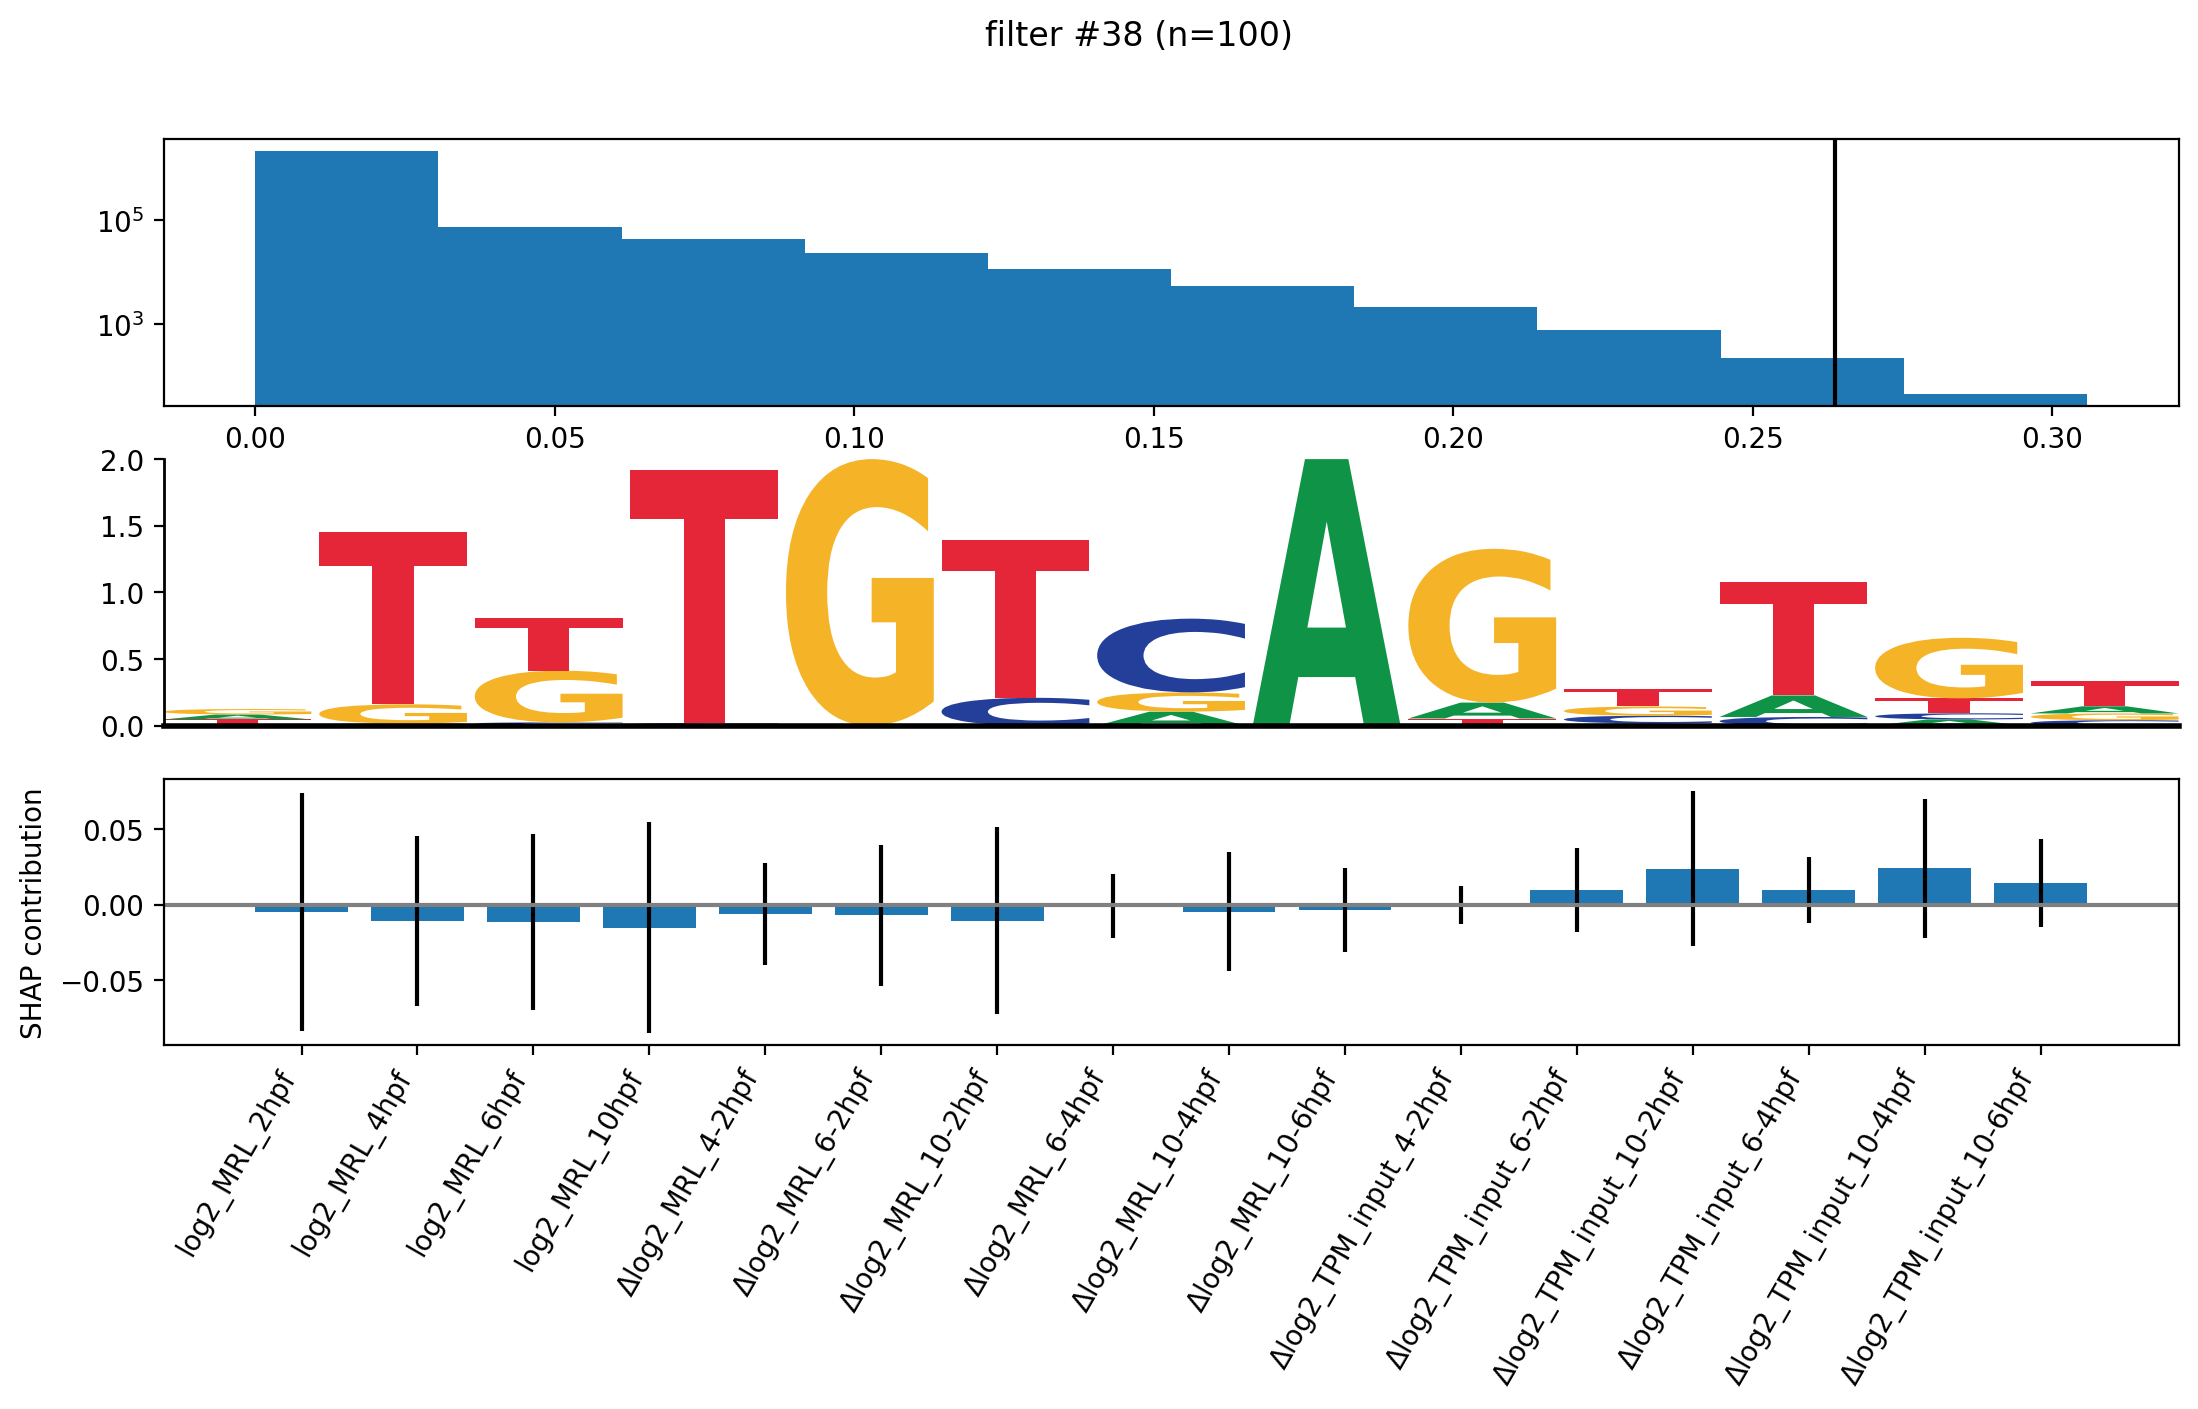 filter #38 (n=100)
10⁵
10³
0.00 0.05 0.10 0.15 0.20 0.25 0.30
2.0
1.5
1.0
0.5
0.0
SHAP contribution
0.05
0.00
−0.05
log2_MRL_2hpf
log2_MRL_4hpf
log2_MRL_6hpf
log2_MRL_10hpf
Δlog2_MRL_4-2hpf
Δlog2_MRL_6-2hpf
Δlog2_MRL_10-2hpf
Δlog2_MRL_6-4hpf
Δlog2_MRL_10-4hpf
Δlog2_MRL_10-6hpf
Δlog2_TPM_input_4-2hpf
Δlog2_TPM_input_6-2hpf
Δlog2_TPM_input_10-2hpf
Δlog2_TPM_input_6-4hpf
Δlog2_TPM_input_10-4hpf
Δlog2_TPM_input_10-6hpf